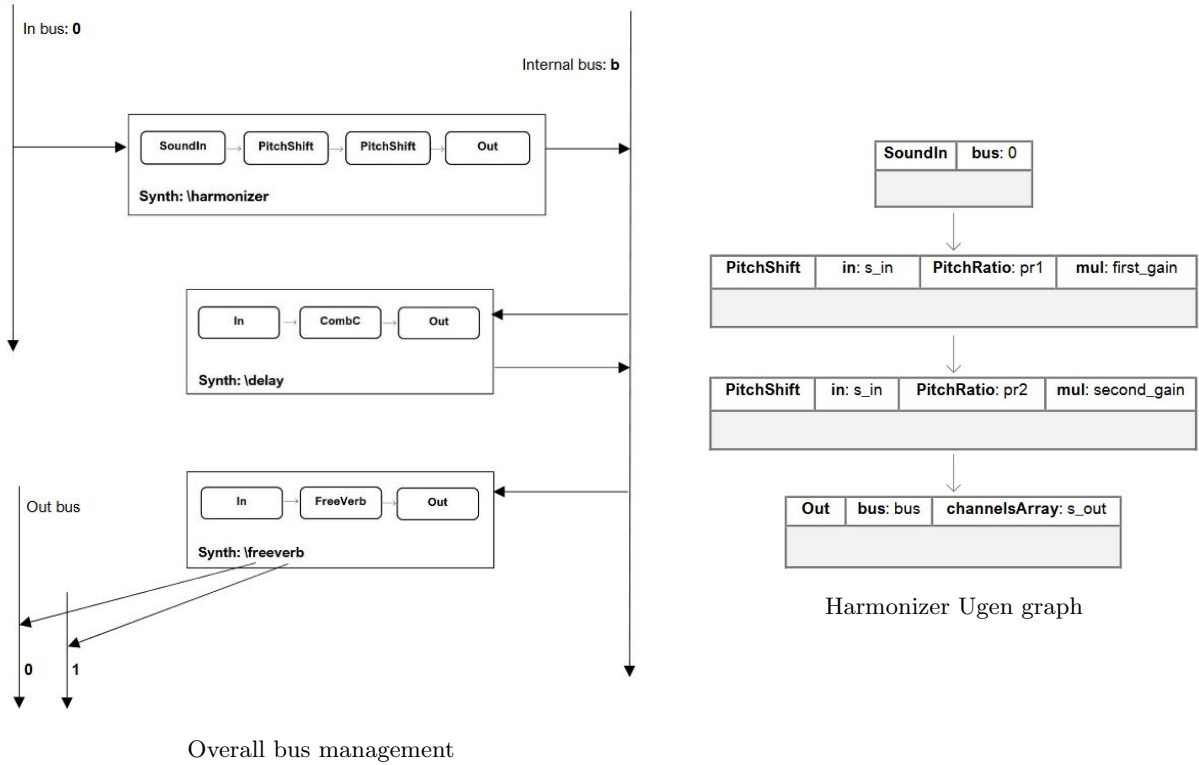 In bus: 0
Internal bus: b
SoundIn PitchShift PitchShift Out
Synth: \harmonizer
In CombC Out
Synth: \delay
In FreeVerb Out
Synth: \freeverb
Out bus
0 1
Overall bus management
SoundIn bus: 0
PitchShift in: s_in PitchRatio: pr1 mul: first_gain
PitchShift in: s_in PitchRatio: pr2 mul: second_gain
Out bus: bus channelsArray: s_out
Harmonizer Ugen graph